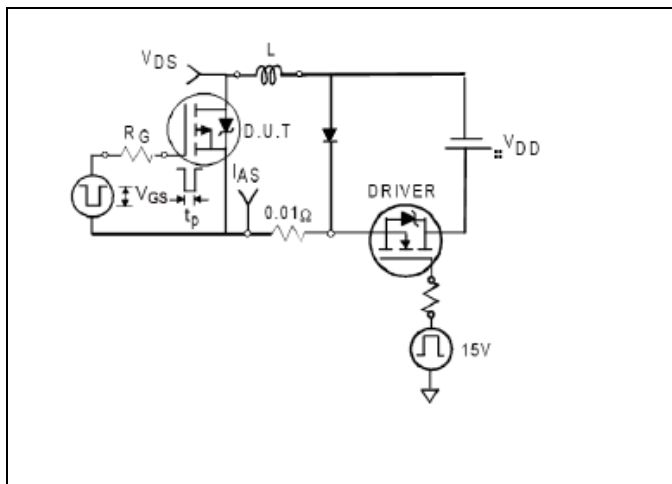 L
VDS
D.U.T
RG
VDD
IAS
DRIVER
VGS
0.01Ω
tp
15V